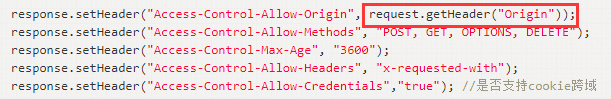 response.setHeader("Access-Control-Allow-Origin", request.getHeader("Origin"));
response.setHeader("Access-Control-Allow-Methods", "POST, GET, OPTIONS, DELETE");
response.setHeader("Access-Control-Max-Age", "3600");
response.setHeader("Access-Control-Allow-Headers", "x-requested-with");
response.setHeader("Access-Control-Allow-Credentials","true"); //是否支持cookie跨域